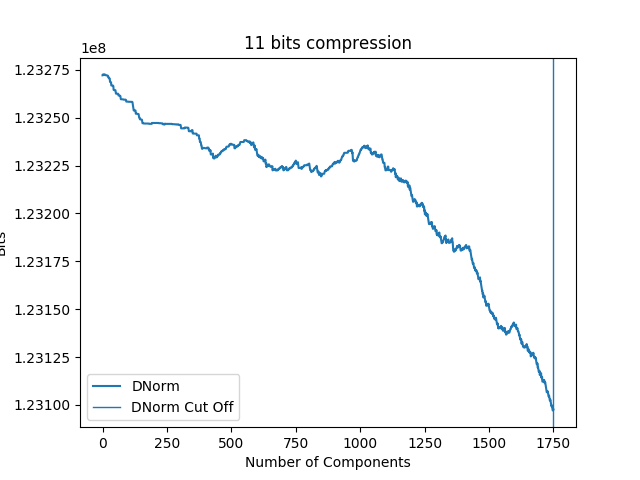 11 bits compression
1e8
1.23275
1.23250
1.23225
1.23200
1.23175
1.23150
1.23125
1.23100
Bits
DNorm
DNorm Cut Off
0 250 500 750 1000 1250 1500 1750
Number of Components